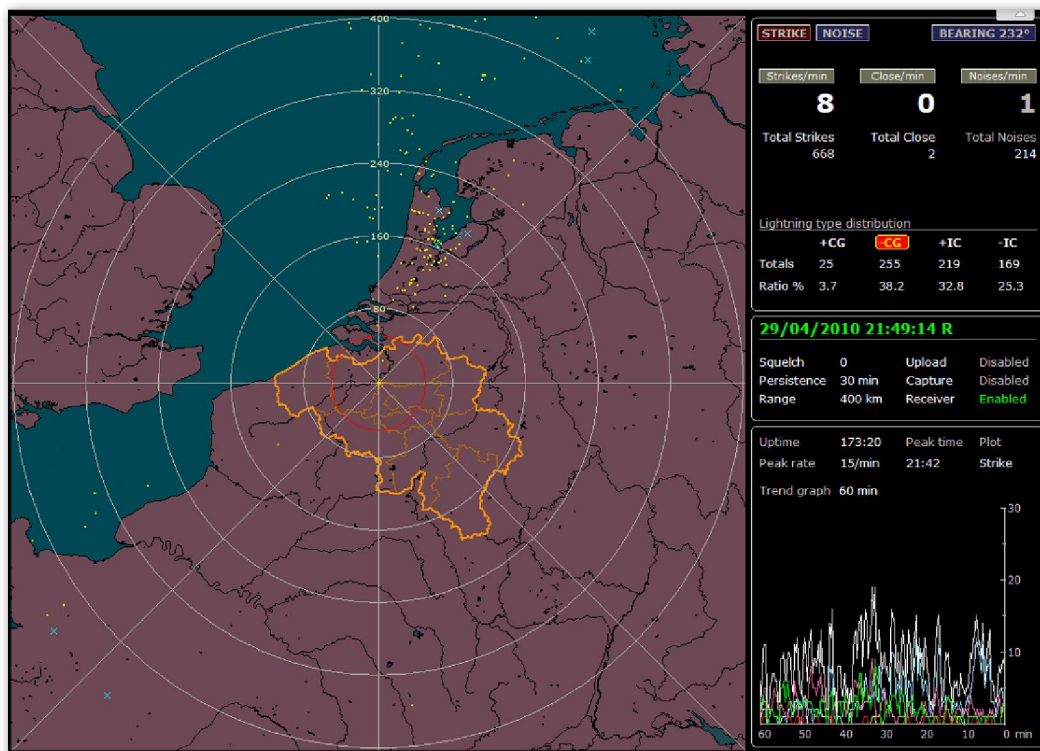 400
320
240
160
80
80
160
240
320
400
STRIKE NOISE BEARING 232°
Strikes/min Close/min Noises/min
8 0 1
Total Strikes Total Close Total Noises
668 2 214
Lightning type distribution
+CG -CG +IC -IC
Totals 25 255 219 169
Ratio % 3.7 38.2 32.8 25.3
29/04/2010 21:49:14 R
Squelch 0 Upload Disabled
Persistence 30 min Capture Disabled
Range 400 km Receiver Enabled
Uptime 173:20 Peak time Plot
Peak rate 15/min 21:42 Strike
Trend graph 60 min
30
20
10
60 50 40 30 20 10 0 min